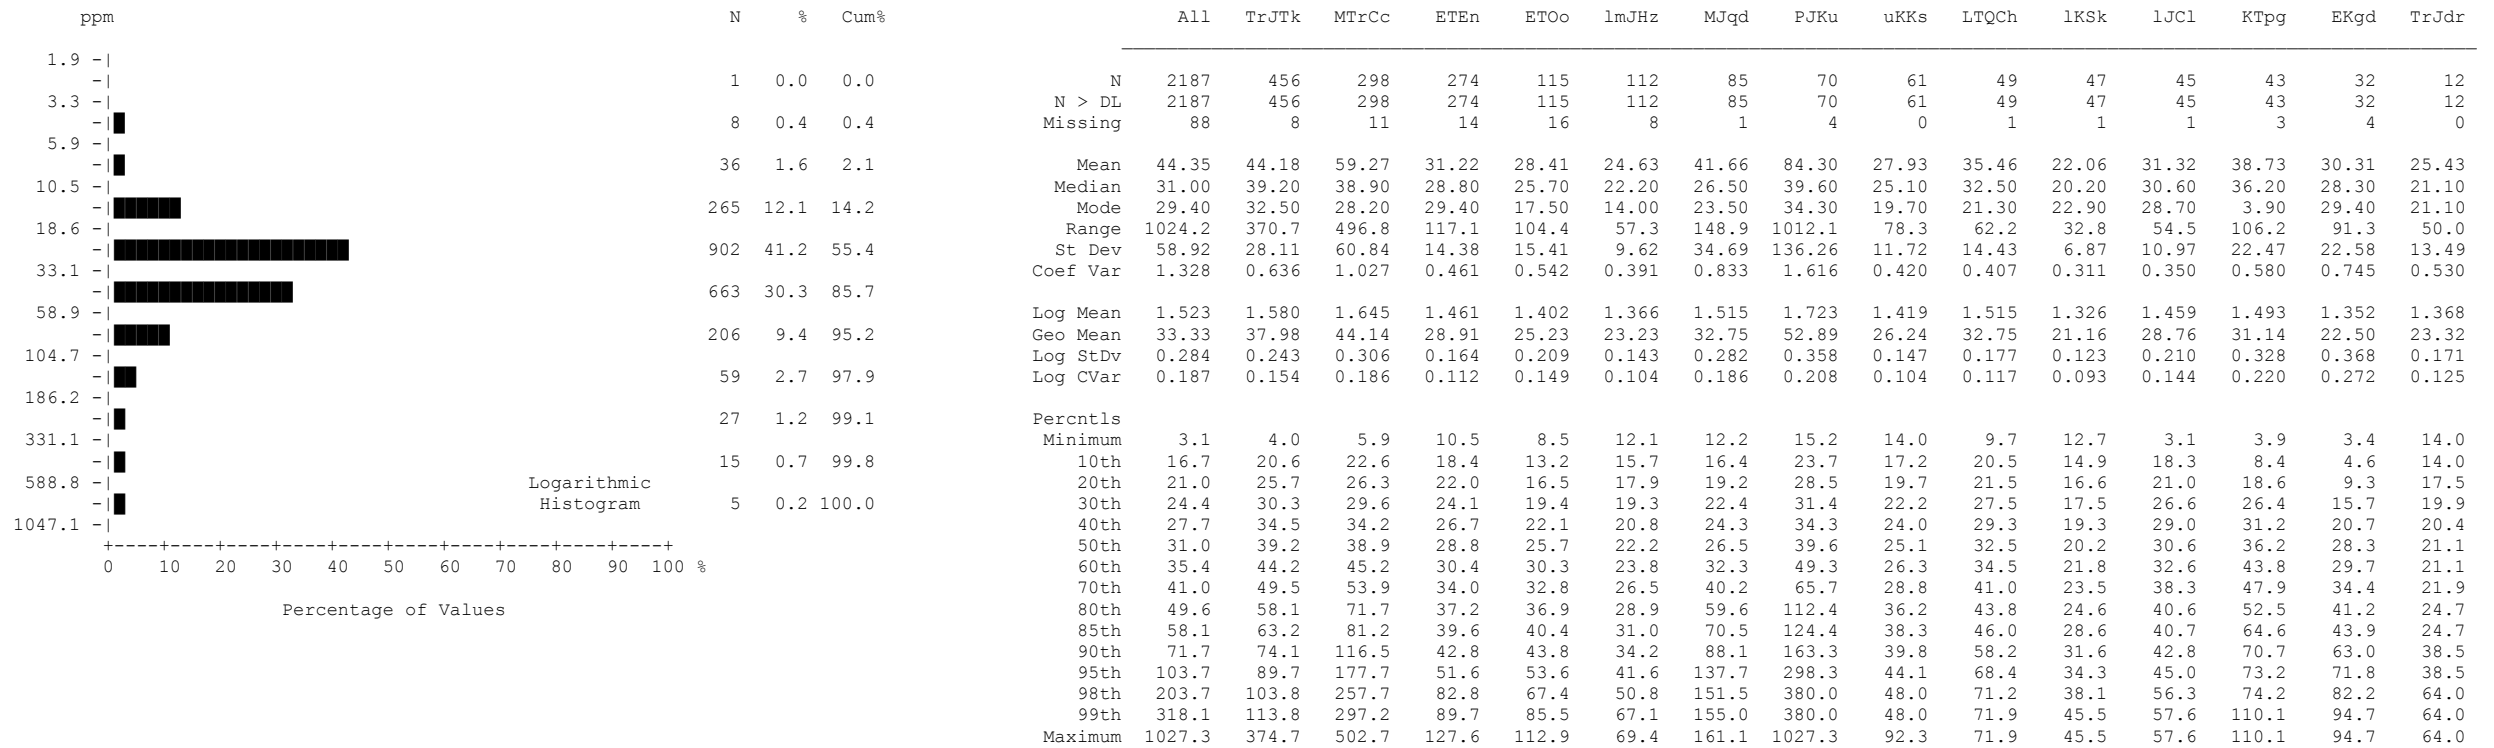 ppm N % Cum% All TrJTk MTrCc ETEn ETOo lmJHz MJqd PJKu uKKs LTQCh lKSk lJCl KTpg EKgd TrJdr
1.9 -|
-| 1 0.0 0.0 N 2187 456 298 274 115 112 85 70 61 49 47 45 43 32 12
3.3 -| N > DL 2187 456 298 274 115 112 85 70 61 49 47 45 43 32 12
-| 8 0.4 0.4 Missing 88 8 11 14 16 8 1 4 0 1 1 1 3 4 0
5.9 -|
-| 36 1.6 2.1 Mean 44.35 44.18 59.27 31.22 28.41 24.63 41.66 84.30 27.93 35.46 22.06 31.32 38.73 30.31 25.43
10.5 -| Median 31.00 39.20 38.90 28.80 25.70 22.20 26.50 39.60 25.10 32.50 20.20 30.60 36.20 28.30 21.10
-| 265 12.1 14.2 Mode 29.40 32.50 28.20 29.40 17.50 14.00 23.50 34.30 19.70 21.30 22.90 28.70 3.90 29.40 21.10
18.6 -| Range 1024.2 370.7 496.8 117.1 104.4 57.3 148.9 1012.1 78.3 62.2 32.8 54.5 106.2 91.3 50.0
-| 902 41.2 55.4 St Dev 58.92 28.11 60.84 14.38 15.41 9.62 34.69 136.26 11.72 14.43 6.87 10.97 22.47 22.58 13.49
33.1 -| Coef Var 1.328 0.636 1.027 0.461 0.542 0.391 0.833 1.616 0.420 0.407 0.311 0.350 0.580 0.745 0.530
-| 663 30.3 85.7
58.9 -| Log Mean 1.523 1.580 1.645 1.461 1.402 1.366 1.515 1.723 1.419 1.515 1.326 1.459 1.493 1.352 1.368
-| 206 9.4 95.2 Geo Mean 33.33 37.98 44.14 28.91 25.23 23.23 32.75 52.89 26.24 32.75 21.16 28.76 31.14 22.50 23.32
104.7 -| Log StDv 0.284 0.243 0.306 0.164 0.209 0.143 0.282 0.358 0.147 0.177 0.123 0.210 0.328 0.368 0.171
-| 59 2.7 97.9 Log CVar 0.187 0.154 0.186 0.112 0.149 0.104 0.186 0.208 0.104 0.117 0.093 0.144 0.220 0.272 0.125
186.2 -|
-| 27 1.2 99.1 Percntls
331.1 -| Minimum 3.1 4.0 5.9 10.5 8.5 12.1 12.2 15.2 14.0 9.7 12.7 3.1 3.9 3.4 14.0
-| 15 0.7 99.8 10th 16.7 20.6 22.6 18.4 13.2 15.7 16.4 23.7 17.2 20.5 14.9 18.3 8.4 4.6 14.0
588.8 -| Logarithmic 20th 21.0 25.7 26.3 22.0 16.5 17.9 19.2 28.5 19.7 21.5 16.6 21.0 18.6 9.3 17.5
-| Histogram 5 0.2 100.0 30th 24.4 30.3 29.6 24.1 19.4 19.3 22.4 31.4 22.2 27.5 17.5 26.6 26.4 15.7 19.9
1047.1 -| 40th 27.7 34.5 34.2 26.7 22.1 20.8 24.3 34.3 24.0 29.3 19.3 29.0 31.2 20.7 20.4
+----+----+----+----+----+----+----+----+----+----+ 50th 31.0 39.2 38.9 28.8 25.7 22.2 26.5 39.6 25.1 32.5 20.2 30.6 36.2 28.3 21.1
0 10 20 30 40 50 60 70 80 90 100 % 60th 35.4 44.2 45.2 30.4 30.3 23.8 32.3 49.3 26.3 34.5 21.8 32.6 43.8 29.7 21.1
70th 41.0 49.5 53.9 34.0 32.8 26.5 40.2 65.7 28.8 41.0 23.5 38.3 47.9 34.4 21.9
Percentage of Values 80th 49.6 58.1 71.7 37.2 36.9 28.9 59.6 112.4 36.2 43.8 24.6 40.6 52.5 41.2 24.7
85th 58.1 63.2 81.2 39.6 40.4 31.0 70.5 124.4 38.3 46.0 28.6 40.7 64.6 43.9 24.7
90th 71.7 74.1 116.5 42.8 43.8 34.2 88.1 163.3 39.8 58.2 31.6 42.8 70.7 63.0 38.5
95th 103.7 89.7 177.7 51.6 53.6 41.6 137.7 298.3 44.1 68.4 34.3 45.0 73.2 71.8 38.5
98th 203.7 103.8 257.7 82.8 67.4 50.8 151.5 380.0 48.0 71.2 38.1 56.3 74.2 82.2 64.0
99th 318.1 113.8 297.2 89.7 85.5 67.1 155.0 380.0 48.0 71.9 45.5 57.6 110.1 94.7 64.0
Maximum 1027.3 374.7 502.7 127.6 112.9 69.4 161.1 1027.3 92.3 71.9 45.5 57.6 110.1 94.7 64.0